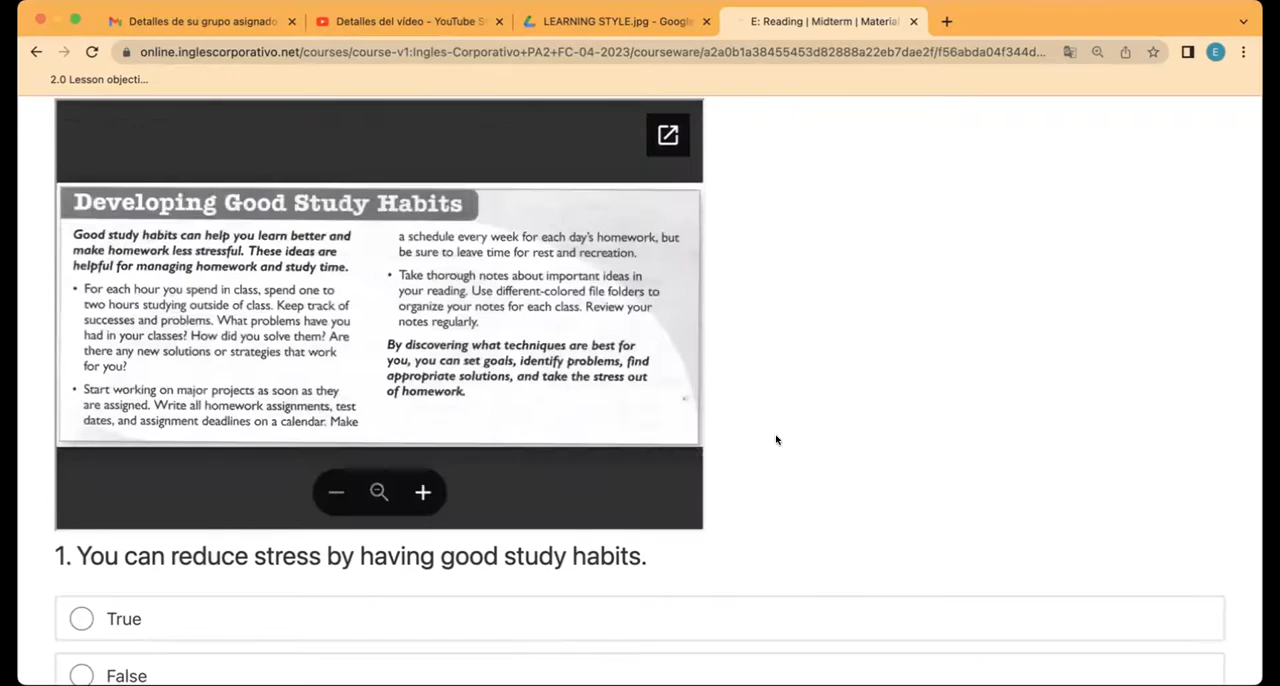 Detalles de su grupo asignado
Detalles del vídeo - YouTube S
LEARNING STYLE.jpg - Google
E: Reading | Midterm | Material
online.inglescorporativo.net/courses/course-v1:Ingles-Corporativo+PA2+FC-04-2023/courseware/a2a0b1a38455453d82888a22eb7dae2f/f56abda04f344d...
E
2.0 Lesson objecti...
Developing Good Study Habits
Good study habits can help you learn better and
make homework less stressful. These ideas are
helpful for managing homework and study time.
• For each hour you spend in class, spend one to
two hours studying outside of class. Keep track of
successes and problems. What problems have you
had in your classes? How did you solve them? Are
there any new solutions or strategies that work
for you?
• Start working on major projects as soon as they
are assigned. Write all homework assignments, test
dates, and assignment deadlines on a calendar. Make
a schedule every week for each day's homework, but
be sure to leave time for rest and recreation.
• Take thorough notes about important ideas in
your reading. Use different-colored file folders to
organize your notes for each class. Review your
notes regularly.
By discovering what techniques are best for
you, you can set goals, identify problems, find
appropriate solutions, and take the stress out
of homework.
1. You can reduce stress by having good study habits.
True
False